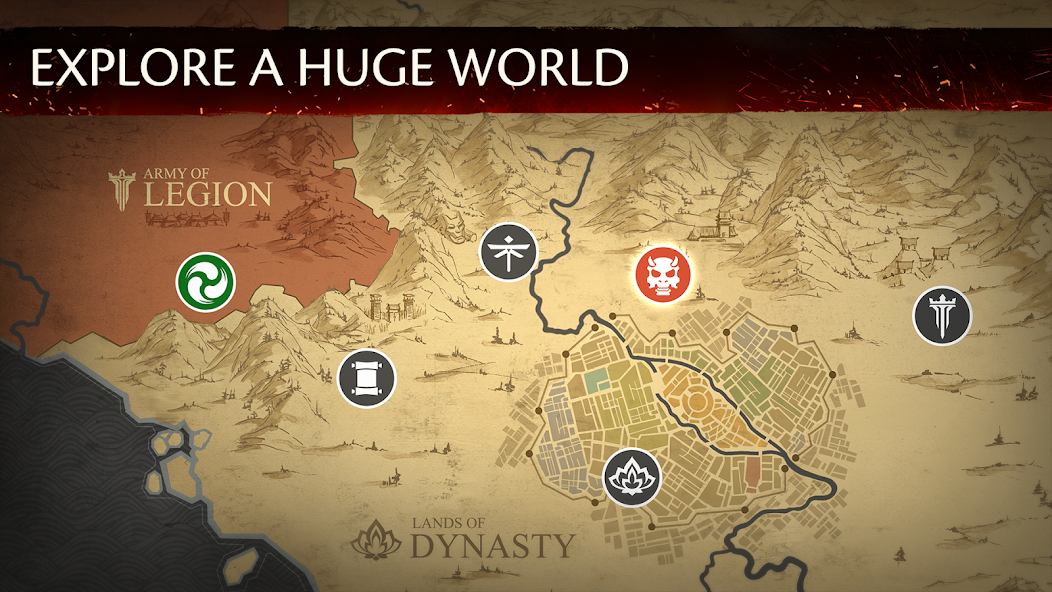 EXPLORE A HUGE WORLD
ARMY OF
LEGION
LANDS OF
DYNASTY